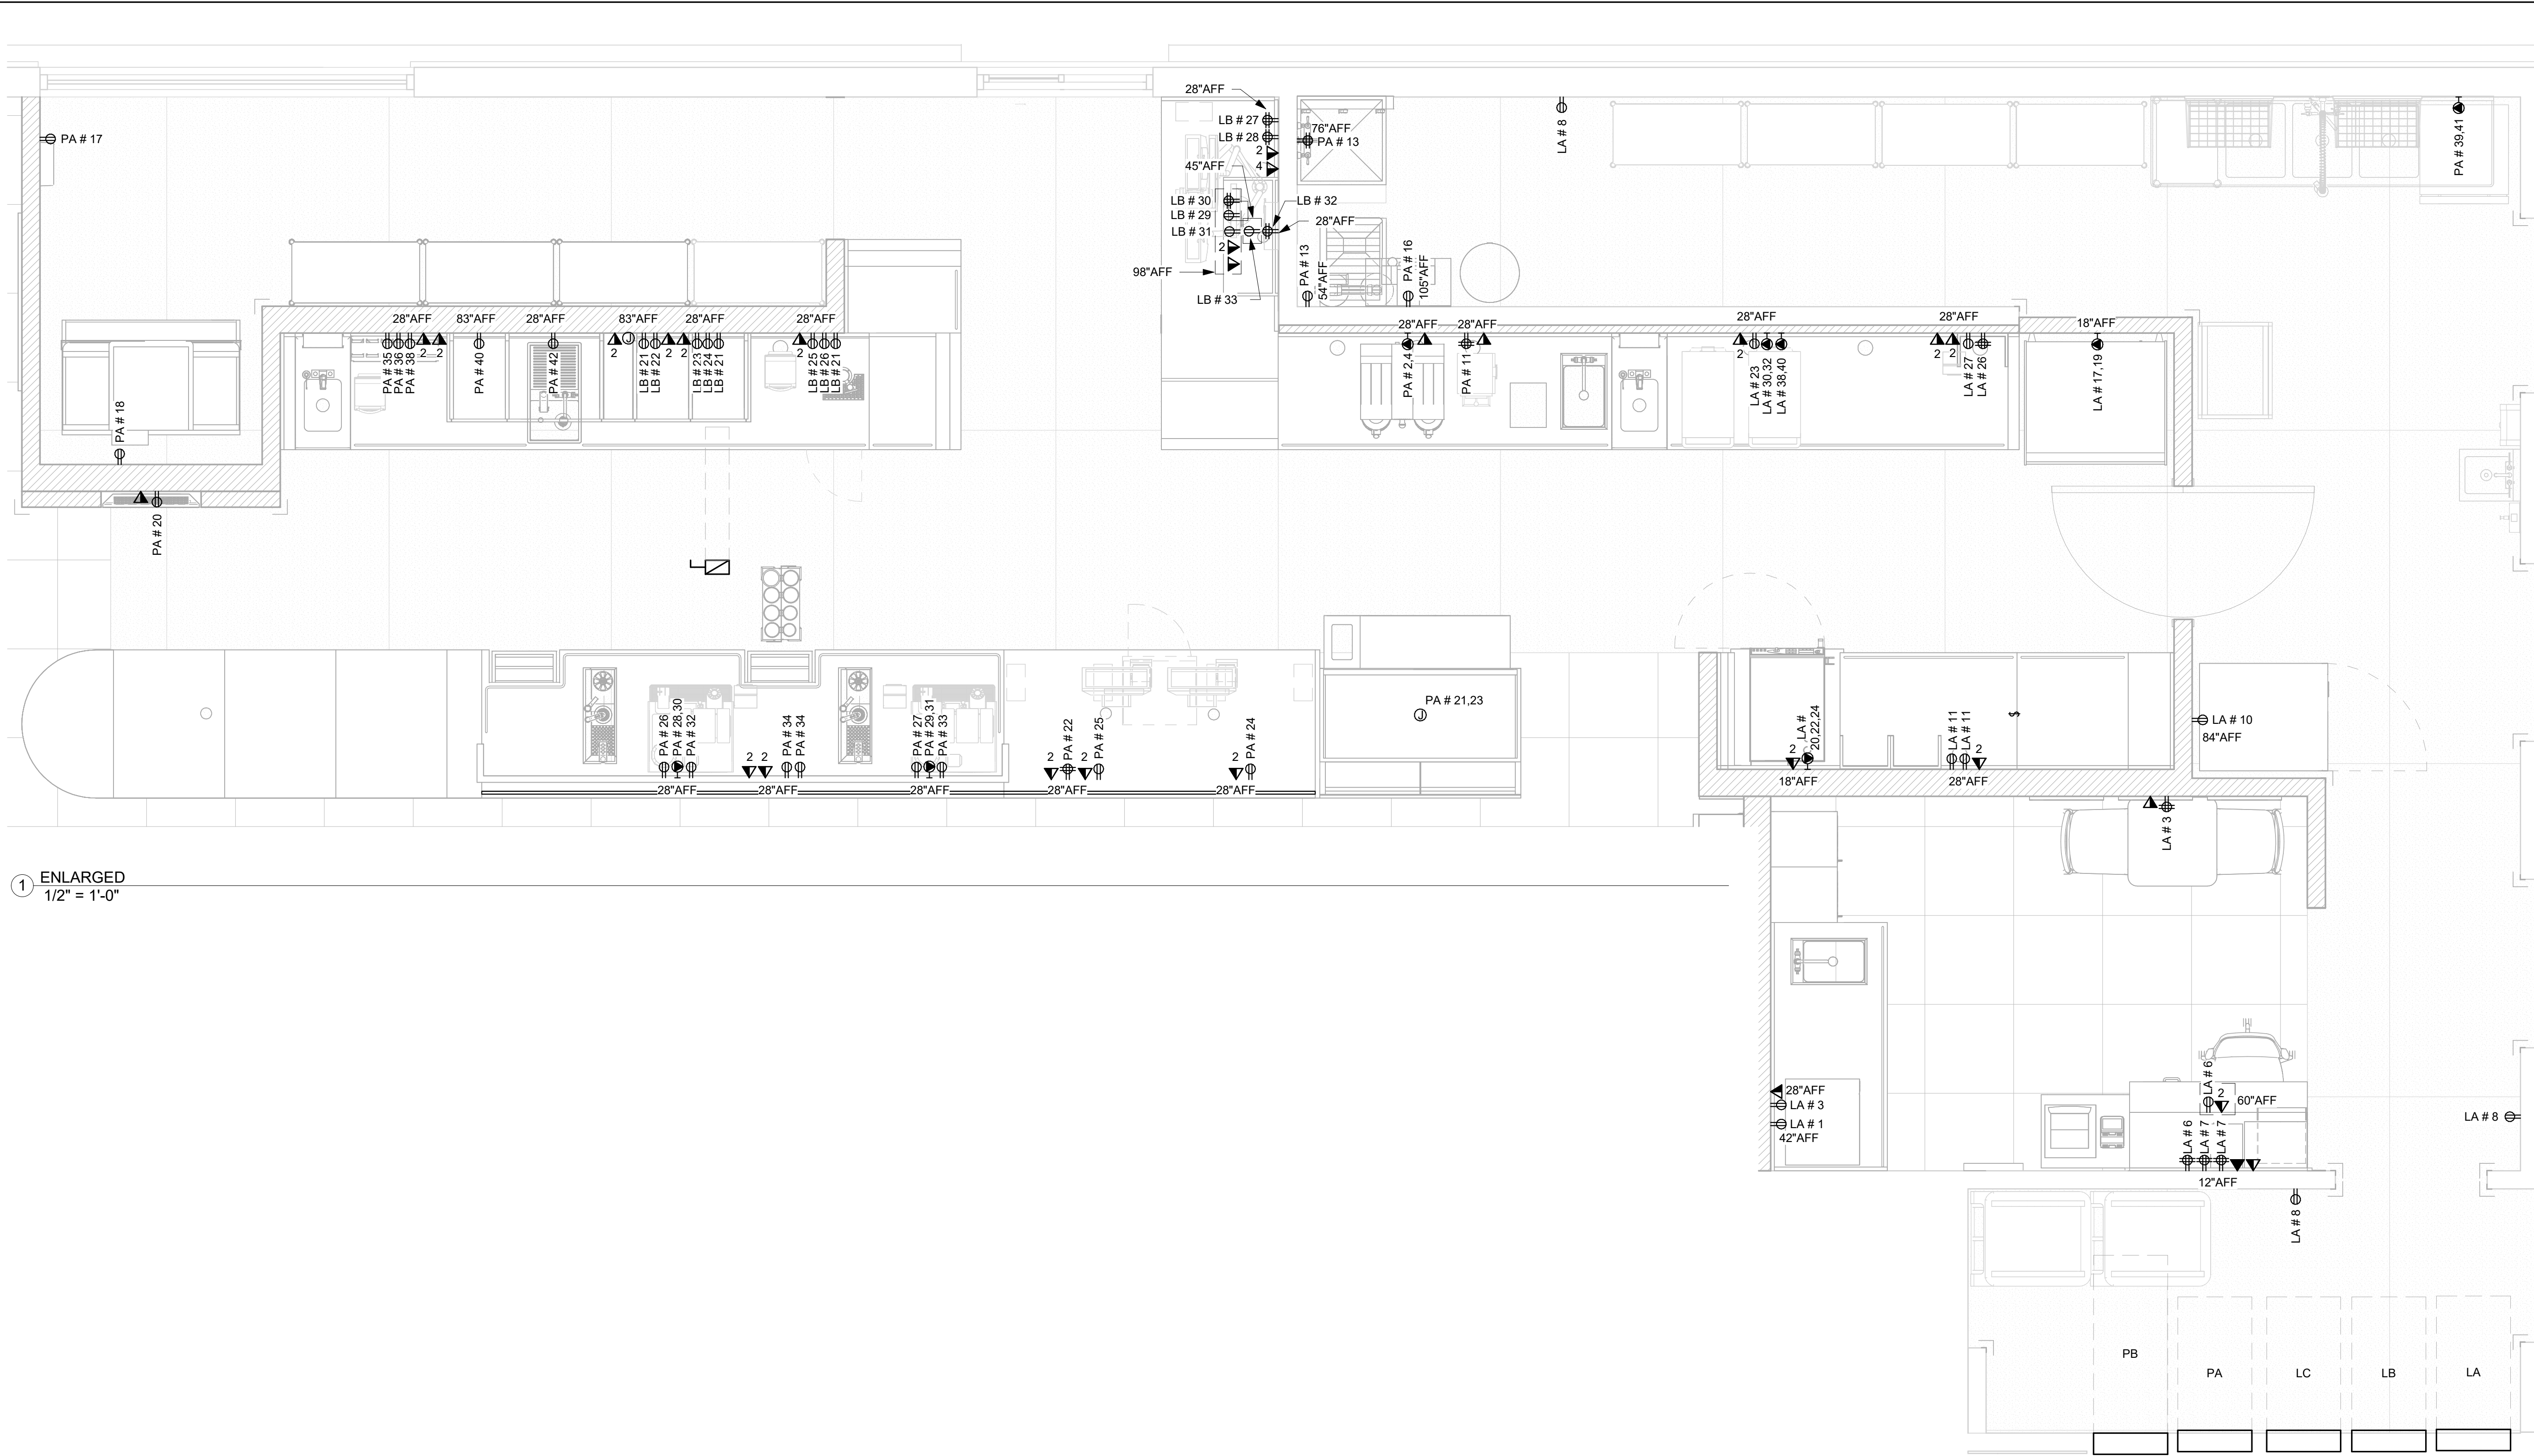 28"AFF
LB # 27
LB # 28
2
4
76"AFF
PA # 13
PA # 17
LA # 8
PA # 39,41
45"AFF
LB # 30
LB # 29
LB # 31
2
LB # 32
28"AFF
98"AFF
LB # 33
PA # 13
54"AFF
PA # 16
105"AFF
28"AFF
83"AFF
28"AFF
83"AFF
28"AFF
28"AFF
28"AFF
28"AFF
28"AFF
28"AFF
18"AFF
PA # 35
PA # 36
PA # 38
2
2
PA # 40
PA # 42
2
J
LB # 21
LB # 22
2
2
LB # 23
LB # 24
LB # 21
2
LB # 25
LB # 26
LB # 21
PA # 2,4
PA # 11
2
LA # 23
LA # 30,32
LA # 38,40
2
2
LA # 27
LA # 26
LA # 17,19
PA # 18
PA # 20
PA # 26
PA # 28,30
PA # 32
2
2
PA # 34
PA # 34
PA # 27
PA # 29,31
PA # 33
2
PA # 22
2
PA # 25
2
PA # 24
PA # 21,23
J
LA #
20,22,24
2
LA # 11
LA # 11
2
$
LA # 10
84"AFF
28"AFF
28"AFF
28"AFF
28"AFF
28"AFF
18"AFF
28"AFF
LA # 3
1
ENLARGED
1/2" = 1'-0"
28"AFF
LA # 3
LA # 1
42"AFF
LA # 6
2
60"AFF
LA # 6
LA # 7
LA # 7
12"AFF
LA # 8
LA # 8
PB
PA
LC
LB
LA